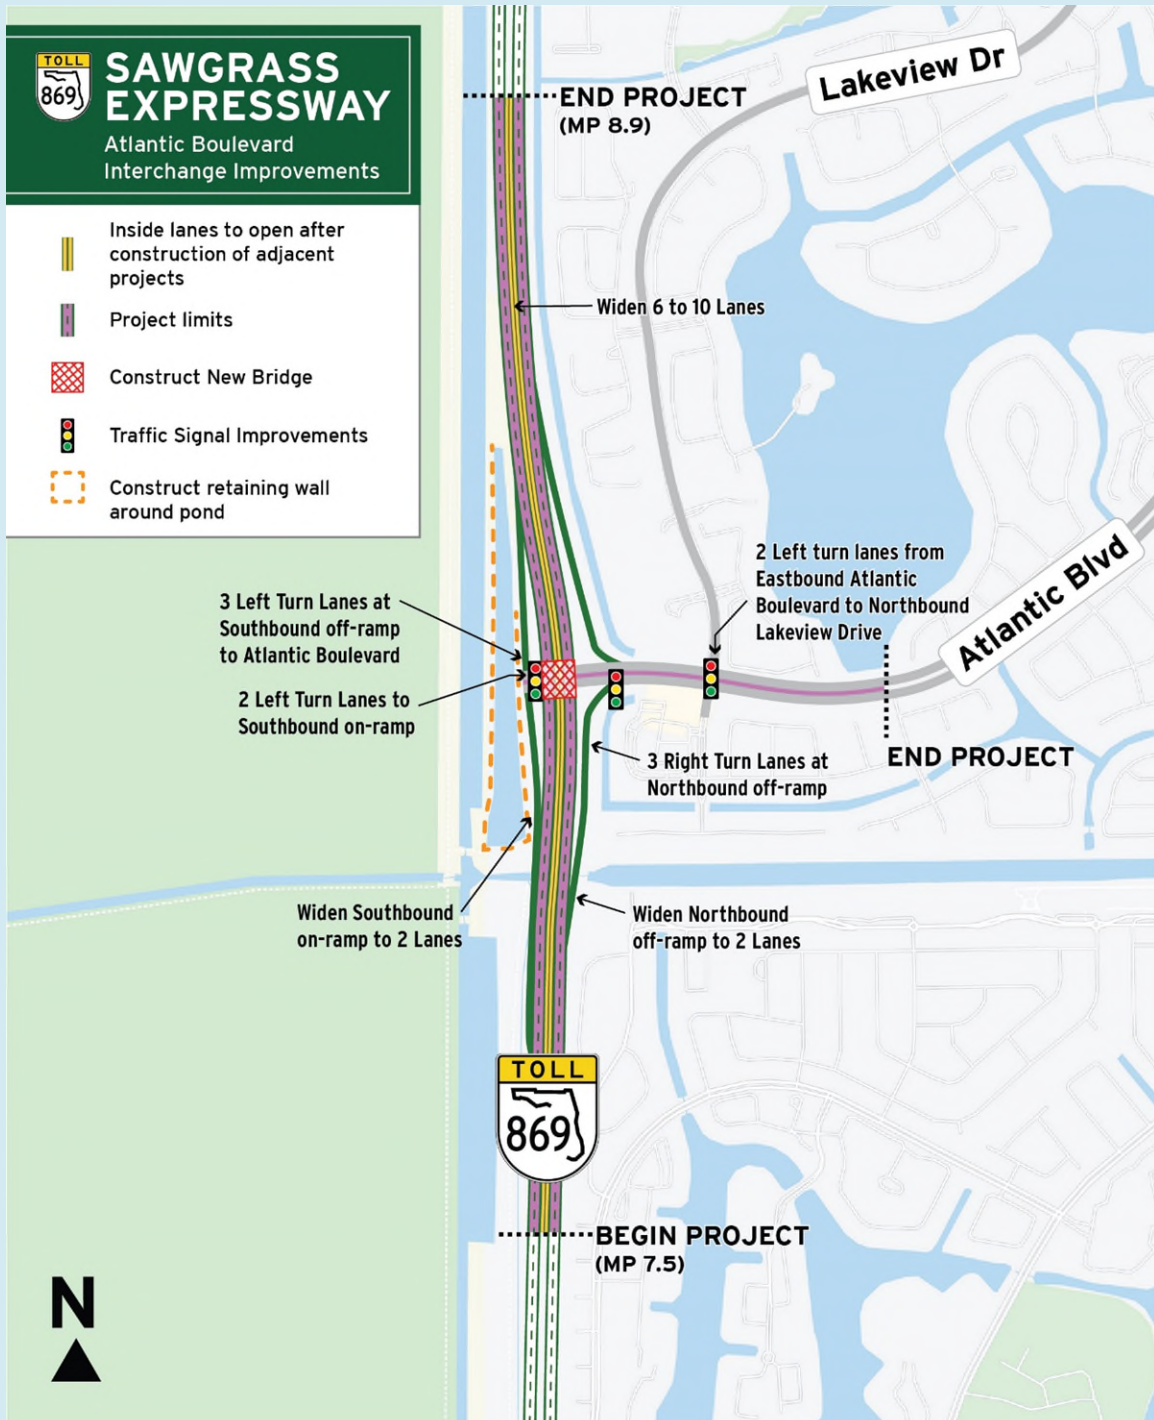 TOLL
869
SAWGRASS
EXPRESSWAY
Atlantic Boulevard
Interchange Improvements
Inside lanes to open after
construction of adjacent
projects
Project limits
Construct New Bridge
Traffic Signal Improvements
Construct retaining wall
around pond
END PROJECT
(MP 8.9)
Lakeview Dr
Widen 6 to 10 Lanes
2 Left turn lanes from
Eastbound Atlantic
Boulevard to Northbound
Lakeview Drive
Atlantic Blvd
3 Left Turn Lanes at
Southbound off-ramp
to Atlantic Boulevard
2 Left Turn Lanes to
Southbound on-ramp
END PROJECT
3 Right Turn Lanes at
Northbound off-ramp
Widen Southbound
on-ramp to 2 Lanes
Widen Northbound
off-ramp to 2 Lanes
TOLL
869
BEGIN PROJECT
(MP 7.5)
N